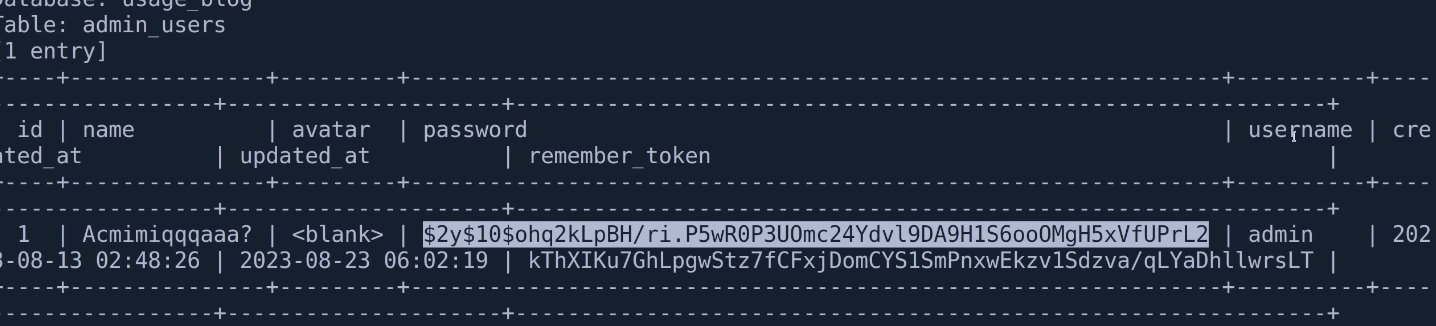 Database: usage_blog
Table: admin_users
[1 entry]
----+---------------+---------+--------------------------------------------------------------+----------+----
----------------+---------------------+--------------------------------------------------------------+
id | name | avatar | password | username | cre
ated_at | updated_at | remember_token |
----+---------------+---------+--------------------------------------------------------------+----------+----
----------------+---------------------+--------------------------------------------------------------+
1 | Acmimiqqqaaa? | <blank> | $2y$10$ohq2kLpBH/ri.P5wR0P3UOmc24Ydvl9DA9H1S6ooOMgH5xVfUPrL2 | admin | 202
3-08-13 02:48:26 | 2023-08-23 06:02:19 | kThXIKu7GhLpgwStz7fCFxjDomCYS1SmPnxwEkzv1Sdzva/qLYaDhllwrsLT |
----+---------------+---------+--------------------------------------------------------------+----------+----
----------------+---------------------+--------------------------------------------------------------+